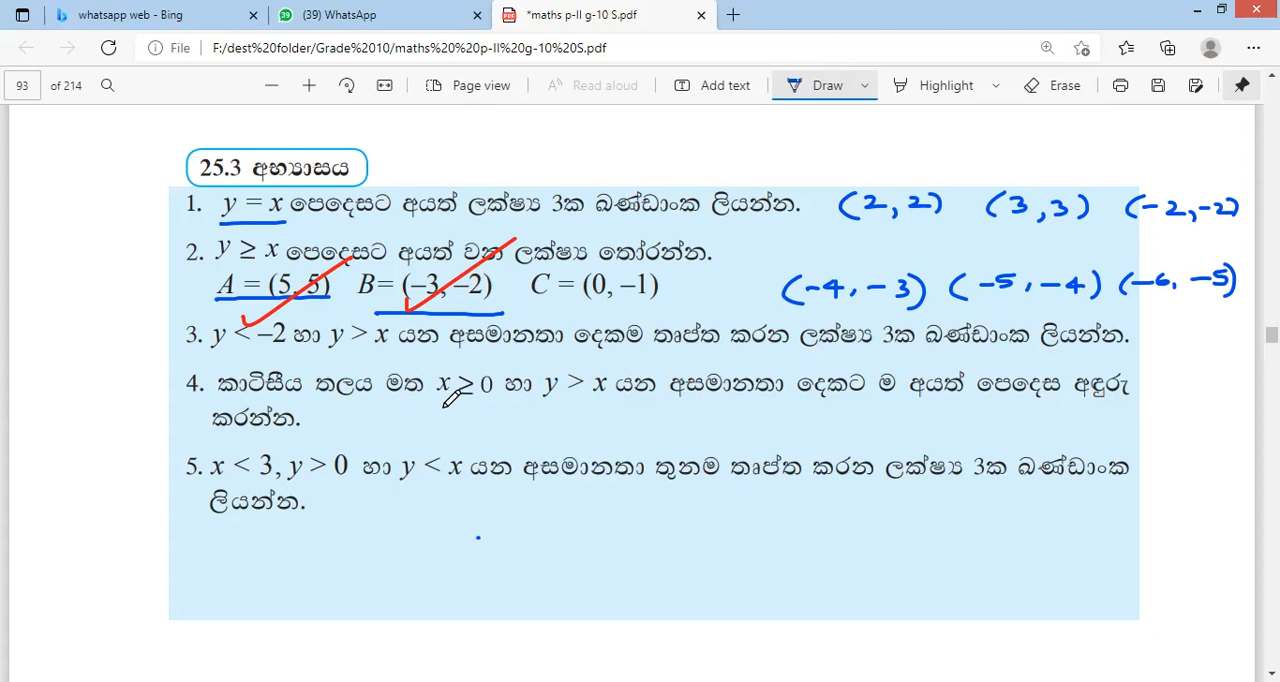 whatsapp web - Bing
(39) WhatsApp
*maths p-II g-10 S.pdf
File F:/dest%20folder/Grade%2010/maths%20%20p-II%20g-10%20S.pdf
93 of 214 Page view Read aloud Add text Draw Highlight Erase
25.3 අභ්‍යාසය
1. y = x පෙදෙසට අයත් ලක්ෂ්‍ය 3ක ඛණ්ඩාංක ලියන්න. (2, 2) (3, 3) (-2, -2)
2. y ≥ x පෙදෙසට අයත් වන ලක්ෂ්‍ය තෝරන්න.
A = (5, 5) B= (–3, –2) C = (0, –1) (-4, -3) (-5, -4) (-6, -5)
3. y < –2 හා y > x යන අසමානතා දෙකම තෘප්ත කරන ලක්ෂ්‍ය 3ක ඛණ්ඩාංක ලියන්න.
4. කාටිසීය තලය මත x ≥ 0 හා y > x යන අසමානතා දෙකට ම අයත් පෙදෙස අඳුරු
කරන්න.
5. x < 3, y > 0 හා y < x යන අසමානතා තුනම තෘප්ත කරන ලක්ෂ්‍ය 3ක ඛණ්ඩාංක
ලියන්න.